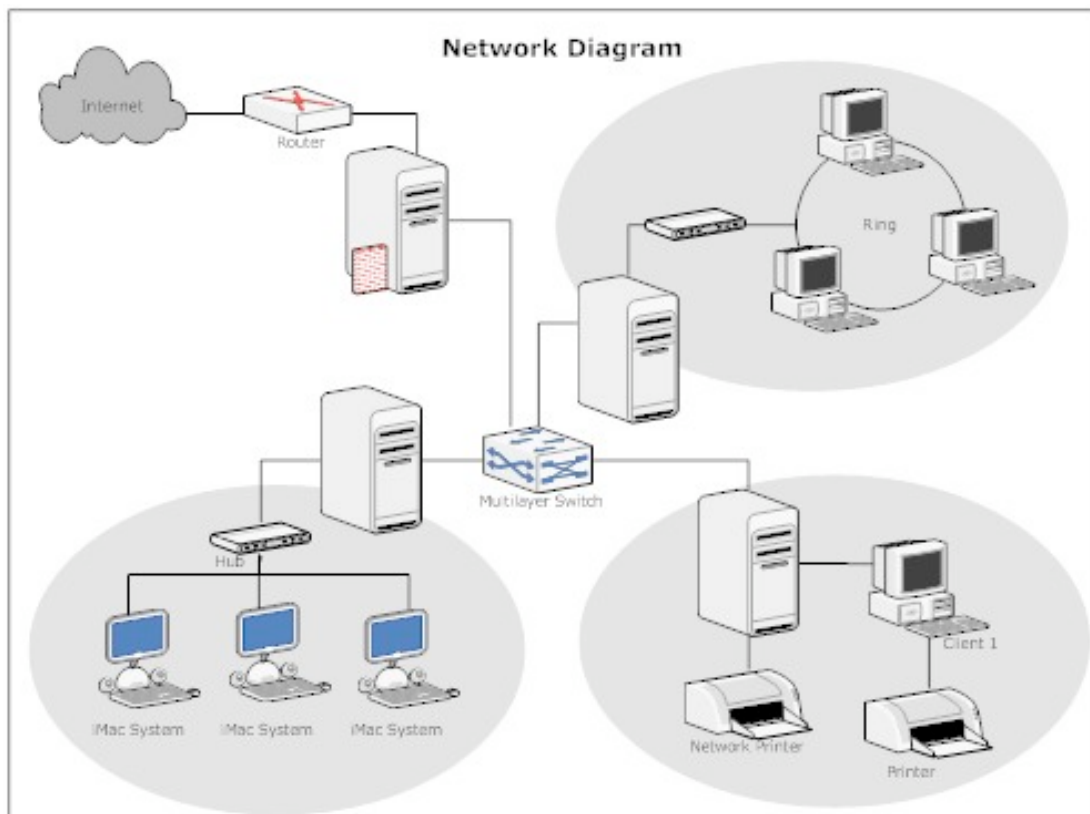 Network Diagram
Internet
Router
Ring
Multilayer Switch
Hub
iMac System
iMac System
iMac System
Client 1
Network Printer
Printer